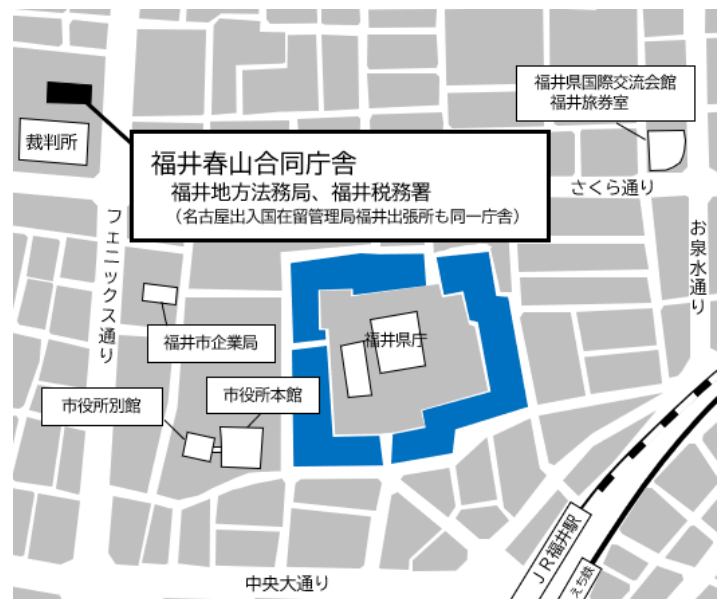 福井県国際交流会館
福井旅券室
裁判所
福井春山合同庁舎
福井地方法務局、福井税務署
（名古屋出入国在留管理局福井出張所も同一庁舎）
さくら通り
フェニックス通り
お泉水通り
福井市企業局
福井県庁
市役所別館
市役所本館
ＪＲ福井駅
えち鉄
中央大通り